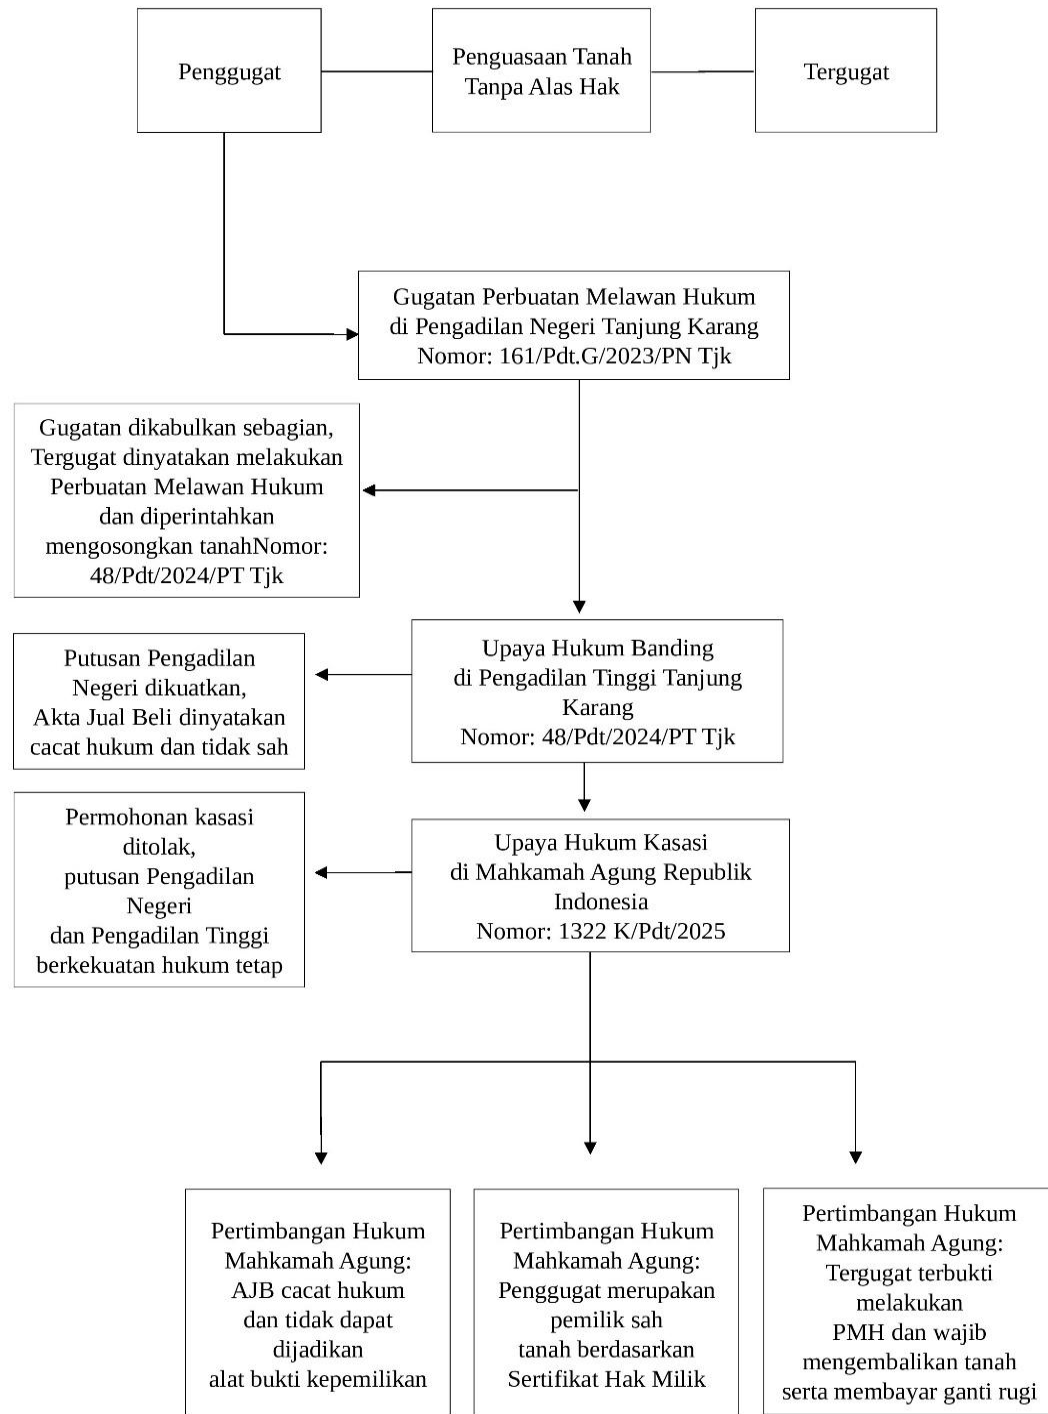 Penggugat
Penguasaan Tanah
Tanpa Alas Hak
Tergugat
Gugatan Perbuatan Melawan Hukum
di Pengadilan Negeri Tanjung Karang
Nomor: 161/Pdt.G/2023/PN Tjk
Gugatan dikabulkan sebagian,
Tergugat dinyatakan melakukan
Perbuatan Melawan Hukum
dan diperintahkan
mengosongkan tanahNomor:
48/Pdt/2024/PT Tjk
Upaya Hukum Banding
di Pengadilan Tinggi Tanjung
Karang
Nomor: 48/Pdt/2024/PT Tjk
Putusan Pengadilan
Negeri dikuatkan,
Akta Jual Beli dinyatakan
cacat hukum dan tidak sah
Upaya Hukum Kasasi
di Mahkamah Agung Republik
Indonesia
Nomor: 1322 K/Pdt/2025
Permohonan kasasi
ditolak,
putusan Pengadilan
Negeri
dan Pengadilan Tinggi
berkekuatan hukum tetap
Pertimbangan Hukum
Mahkamah Agung:
AJB cacat hukum
dan tidak dapat
dijadikan
alat bukti kepemilikan
Pertimbangan Hukum
Mahkamah Agung:
Penggugat merupakan
pemilik sah
tanah berdasarkan
Sertifikat Hak Milik
Pertimbangan Hukum
Mahkamah Agung:
Tergugat terbukti
melakukan
PMH dan wajib
mengembalikan tanah
serta membayar ganti rugi